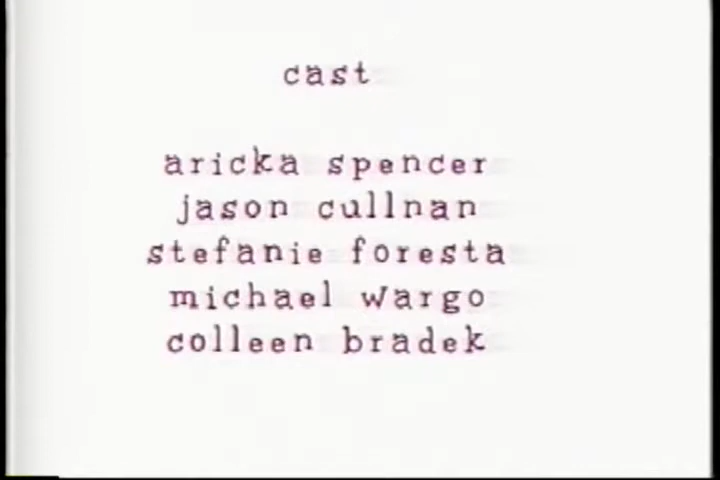 cast
aricka spencer
jason cullnan
stefanie foresta
michael wargo
colleen bradek